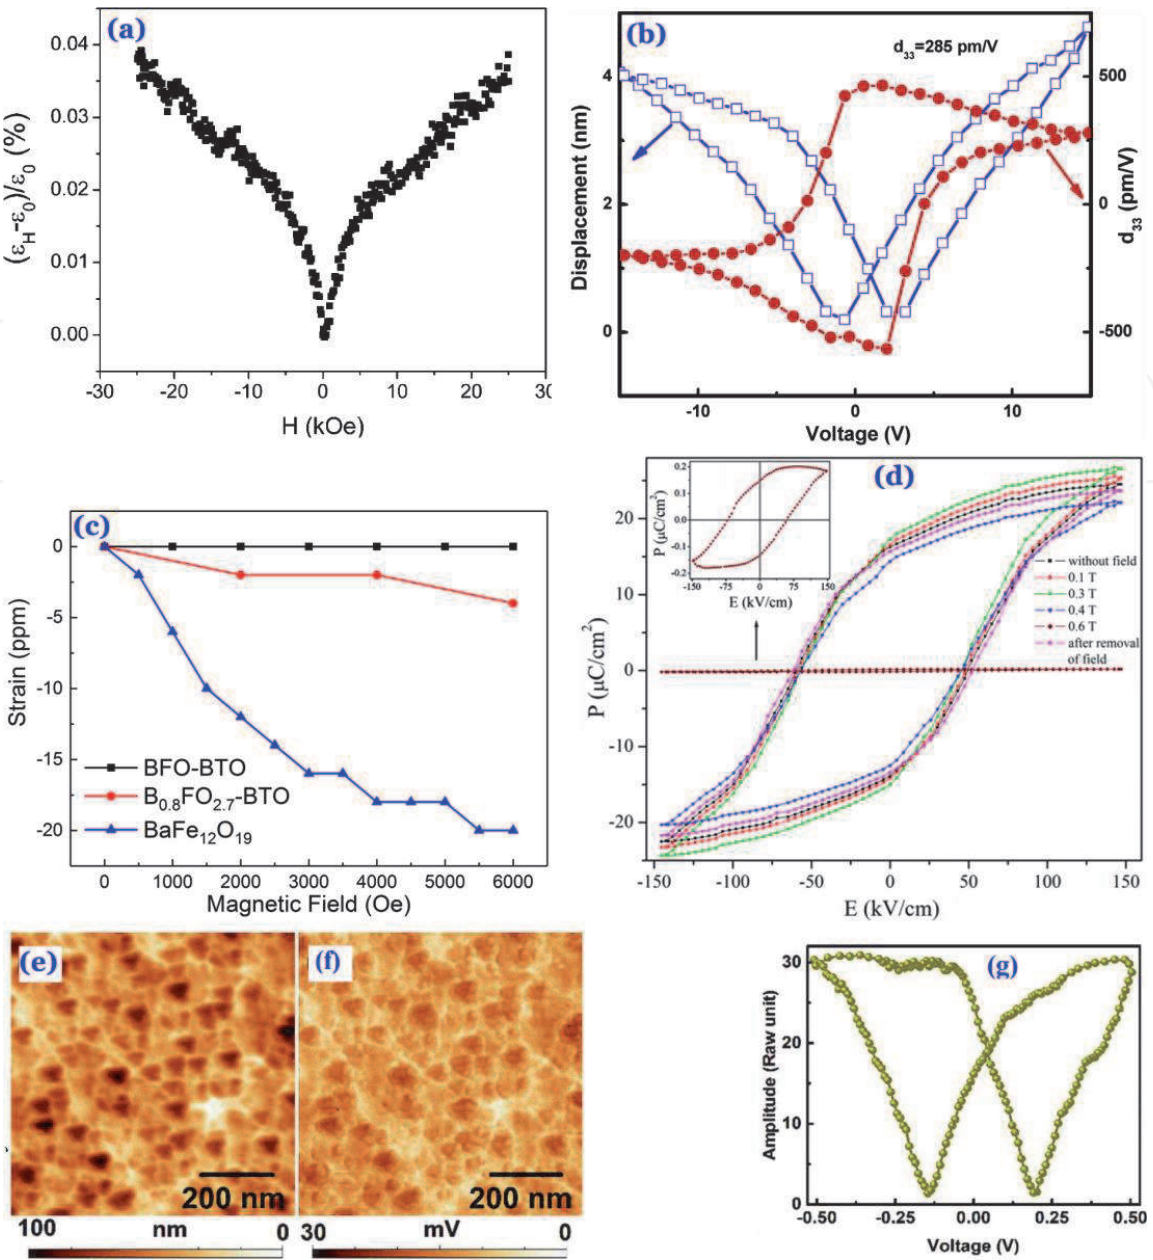 (a)
0.04
0.03
0.02
0.01
0.00
(εH-ε0)/ε0 (%)
-30 -20 -10 0 10 20 30
H (kOe)
(b)
d33=285 pm/V
4
2
0
Displacement (nm)
500
0
-500
d33 (pm/V)
-10 0 10
Voltage (V)
(c)
0
-5
-10
-15
-20
Strain (ppm)
BFO-BTO
B0.8FO2.7-BTO
BaFe12O19
0 1000 2000 3000 4000 5000 6000
Magnetic Field (Oe)
(d)
0.2
0.1
0.0
-0.1
-0.2
P (μC/cm2)
-150 -75 0 75 150
E (kV/cm)
20
10
0
-10
-20
P (μC/cm2)
without field
0.1 T
0.3 T
0.4 T
0.6 T
after removal
of field
-150 -100 -50 0 50 100 150
E (kV/cm)
(e)
200 nm
100 nm 0
(f)
200 nm
30 mV 0
(g)
30
20
10
0
Amplitude (Raw unit)
-0.50 -0.25 0.00 0.25 0.50
Voltage (V)